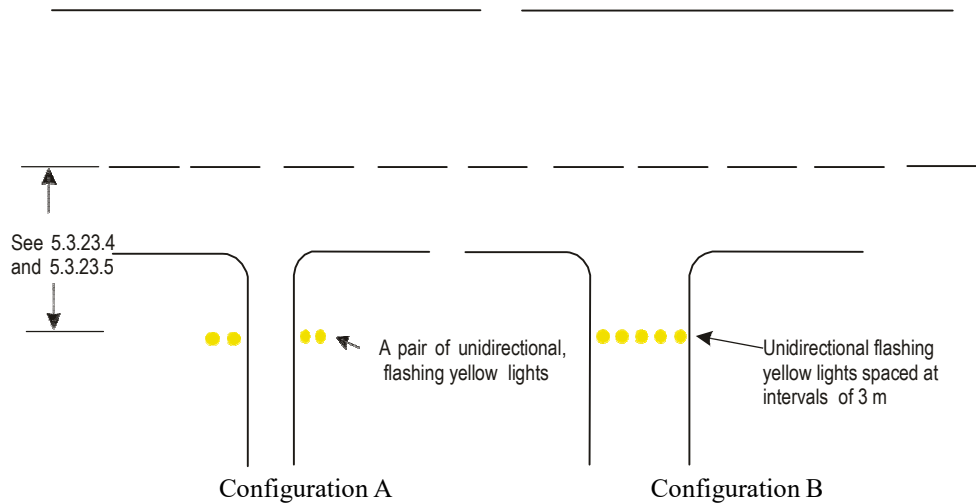 See 5.3.23.4
and 5.3.23.5
A pair of unidirectional,
flashing yellow lights
Unidirectional flashing
yellow lights spaced at
intervals of 3 m
Configuration A
Configuration B